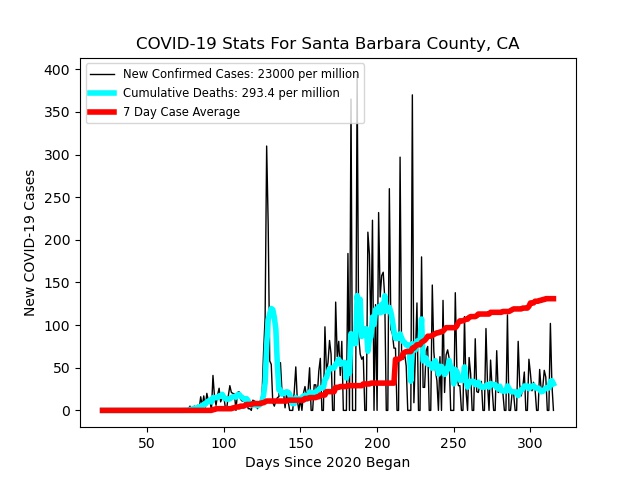 COVID-19 Stats For Santa Barbara County, CA
New Confirmed Cases: 23000 per million
Cumulative Deaths: 293.4 per million
7 Day Case Average
New COVID-19 Cases
400
350
300
250
200
150
100
50
0
50 100 150 200 250 300
Days Since 2020 Began